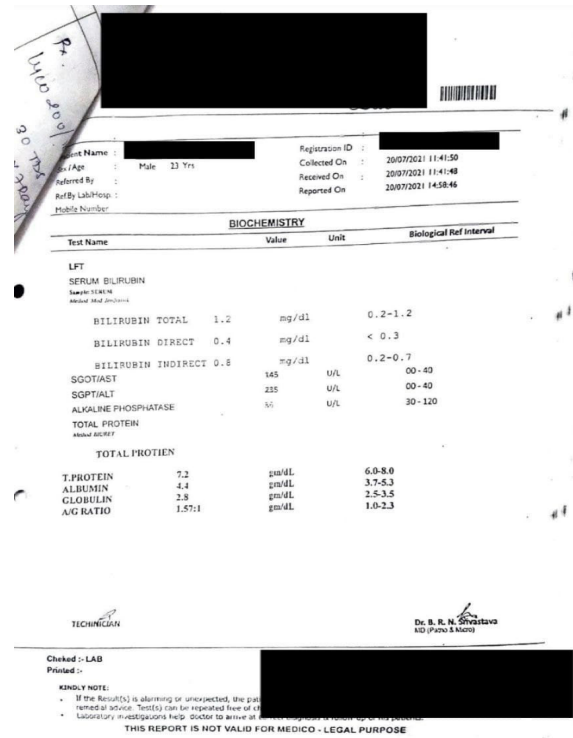 Rx.
30
Patient Name :
Registration ID :
Sex/Age : Male 23 Yrs
Collected On : 20/07/2021 11:41:50
Referred By :
Received On : 20/07/2021 11:41:48
Ref.By Lab/Hosp. :
Reported On : 20/07/2021 14:58:46
Mobile Number
BIOCHEMISTRY
Test Name Value Unit Biological Ref Interval
LFT
SERUM BILIRUBIN
Sample: SERUM
BILIRUBIN TOTAL 1.2 mg/dl 0.2-1.2
BILIRUBIN DIRECT 0.4 mg/dl < 0.3
BILIRUBIN INDIRECT 0.8 mg/dl 0.2-0.7
SGOT/AST 145 U/L 00 - 40
SGPT/ALT 235 U/L 00 - 40
ALKALINE PHOSPHATASE 86 U/L 30 - 120
TOTAL PROTEIN
Method BIURET
TOTAL PROTIEN
T.PROTEIN 7.2 gm/dL 6.0-8.0
ALBUMIN 4.4 gm/dL 3.7-5.3
GLOBULIN 2.8 gm/dL 2.5-3.5
A/G RATIO 1.57:1 gm/dL 1.0-2.3
TECHINICIAN
Dr. B. R. N. Srivastava
MD (Patho & Micro)
Cheked :- LAB
Printed :-
KINDLY NOTE:
If the Result(s) is alarming or unexpected, the
remedial advice. Test(s) can be repeated free of
Laboratory investigations help doctor to arrive at
THIS REPORT IS NOT VALID FOR MEDICO - LEGAL PURPOSE